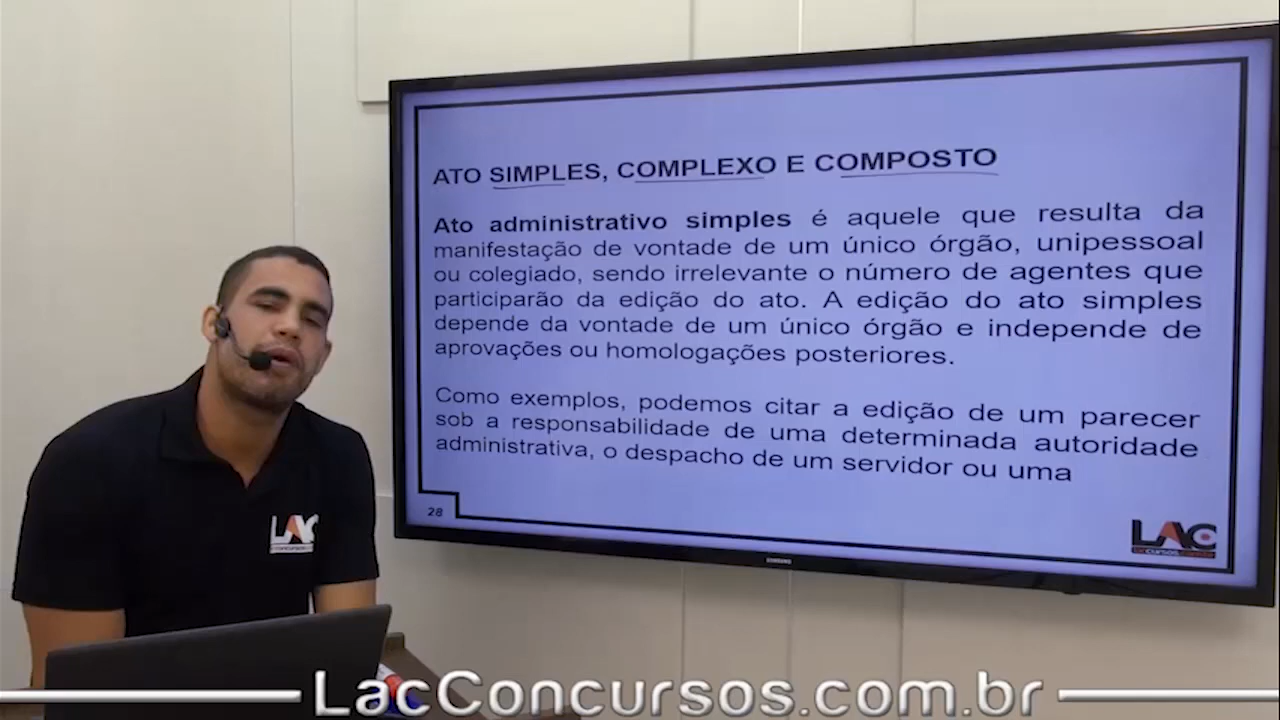 ATO SIMPLES, COMPLEXO E COMPOSTO
Ato administrativo simples é aquele que resulta da
manifestação de vontade de um único órgão, unipessoal
ou colegiado, sendo irrelevante o número de agentes que
participarão da edição do ato. A edição do ato simples
depende da vontade de um único órgão e independe de
aprovações ou homologações posteriores.
Como exemplos, podemos citar a edição de um parecer
sob a responsabilidade de uma determinada autoridade
administrativa, o despacho de um servidor ou uma
28
LAC
SAMSUNG
LAC
CONCURSOS
LacConcursos.com.br